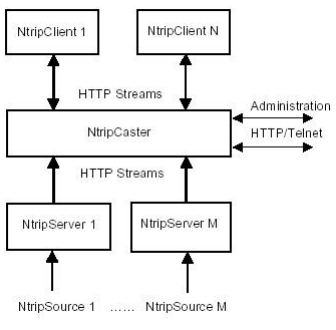 NtripClient 1
NtripClient N
HTTP Streams
Administration
NtripCaster
HTTP/Telnet
HTTP Streams
NtripServer 1
NtripServer M
NtripSource 1 ...... NtripSource M